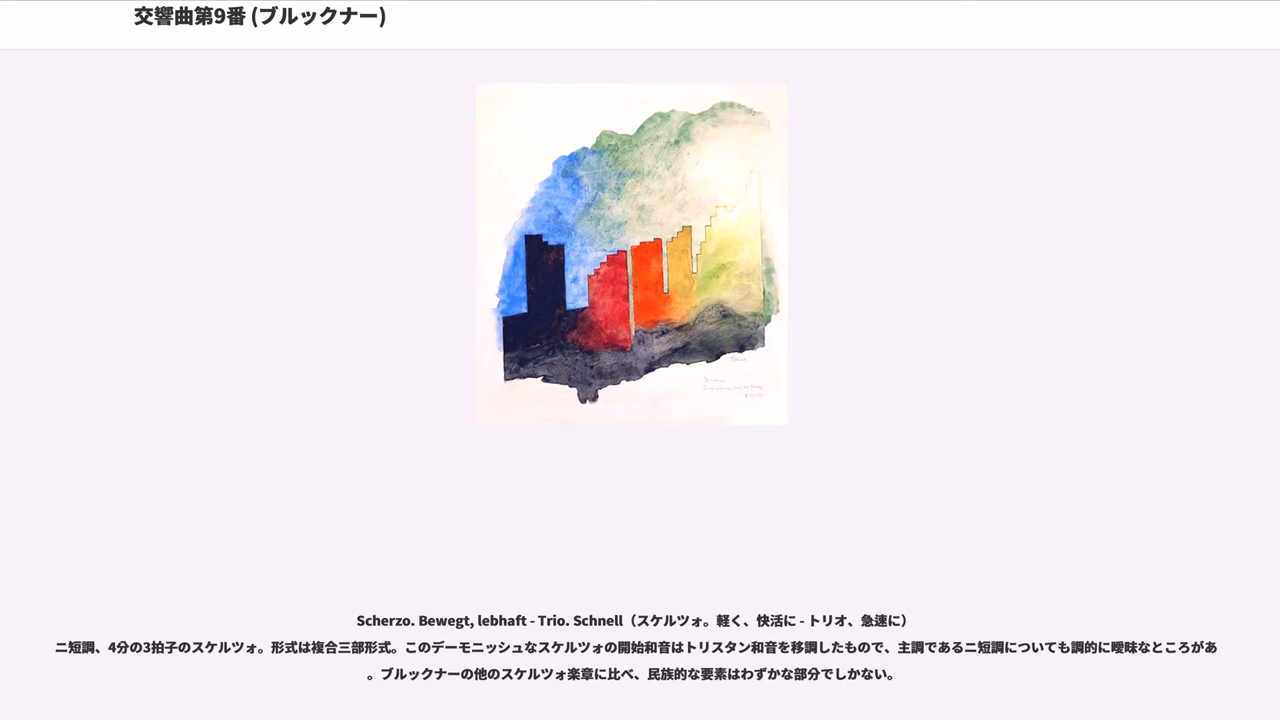 交響曲第9番 (ブルックナー)
Scherzo. Bewegt, lebhaft - Trio. Schnell（スケルツォ。軽く、快活に - トリオ、急速に）
ニ短調、4分の3拍子のスケルツォ。形式は複合三部形式。このデーモニッシュなスケルツォの開始和音はトリスタン和音を移調したもので、主調であるニ短調についても調的に曖昧なところがあ
。ブルックナーの他のスケルツォ楽章に比べ、民族的な要素はわずかな部分でしかない。